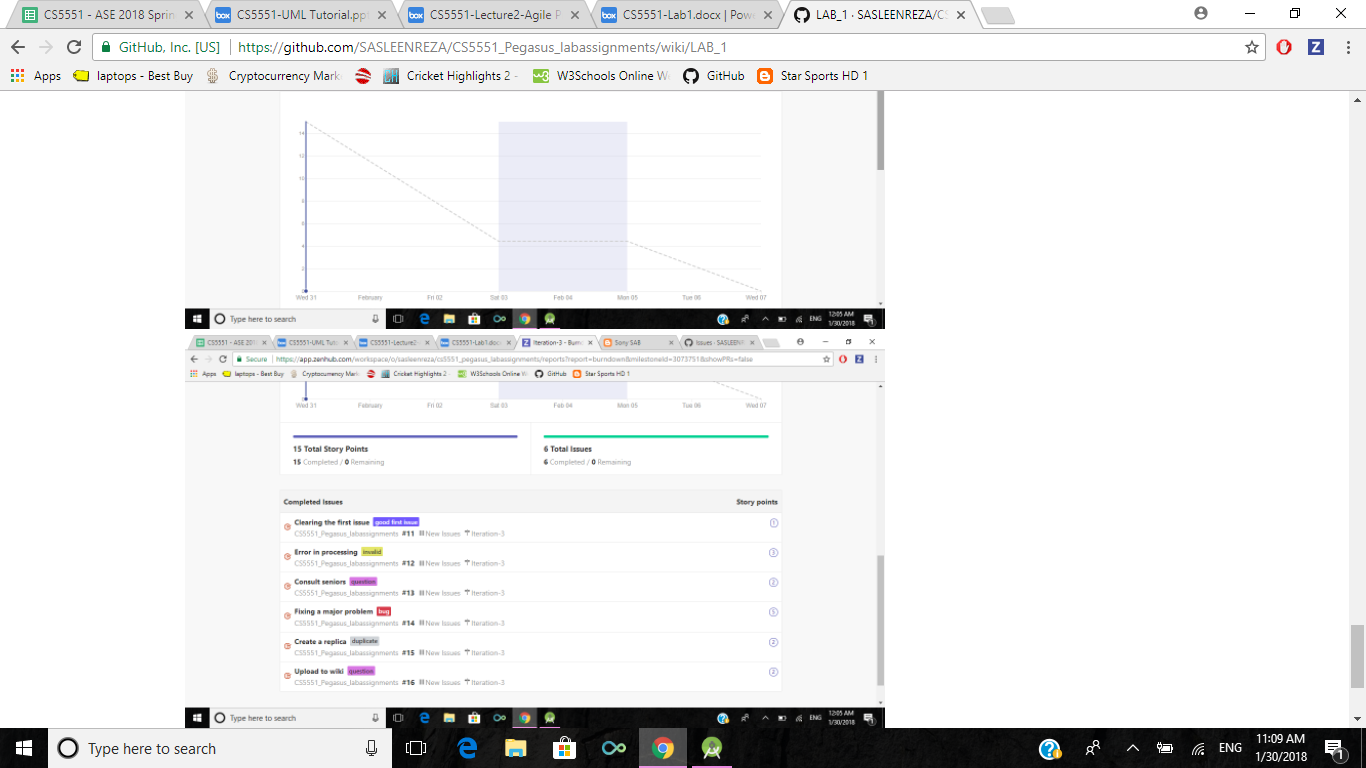 CS5551 - ASE 2018 Sprin
CS5551-UML Tutorial.ppt
CS5551-Lecture2-Agile P
CS5551-Lab1.docx | Pow
LAB_1 · SASLEENREZA/CS
GitHub, Inc. [US] https://github.com/SASLEENREZA/CS5551_Pegasus_labassignments/wiki/LAB_1
Apps laptops - Best Buy Cryptocurrency Mark Cricket Highlights 2 - W3Schools Online W GitHub Star Sports HD 1
14
12
10
8
6
4
2
Wed 31 February Fri 02 Sat 03 Feb 04 Mon 05 Tue 06 Wed 07
Type here to search ENG 12:05 AM
1/30/2018
CS5551 - ASE 201 CS5551-UML Tuto CS5551-Lecture2- CS5551-Lab1.docx Iteration-3 - Burn Sony SAB Issues · SASLEENR
Secure https://app.zenhub.com/workspace/o/sasleenreza/cs5551_pegasus_labassignments/reports?report=burndown&milestoneId=3073751&showPRs=false
Apps laptops - Best Buy Cryptocurrency Mark Cricket Highlights 2 - W3Schools Online W GitHub Star Sports HD 1
Wed 31 February Fri 02 Sat 03 Feb 04 Mon 05 Tue 06 Wed 07
15 Total Story Points
15 Completed / 0 Remaining
6 Total Issues
6 Completed / 0 Remaining
Completed Issues Story points
Clearing the first issue good first issue 1
CS5551_Pegasus_labassignments #11 New Issues Iteration-3
Error in processing invalid 3
CS5551_Pegasus_labassignments #12 New Issues Iteration-3
Consult seniors question 2
CS5551_Pegasus_labassignments #13 New Issues Iteration-3
Fixing a major problem bug 5
CS5551_Pegasus_labassignments #14 New Issues Iteration-3
Create a replica duplicate 2
CS5551_Pegasus_labassignments #15 New Issues Iteration-3
Upload to wiki question 2
CS5551_Pegasus_labassignments #16 New Issues Iteration-3
Type here to search ENG 12:05 AM
1/30/2018
Type here to search ENG 11:09 AM
1/30/2018 1